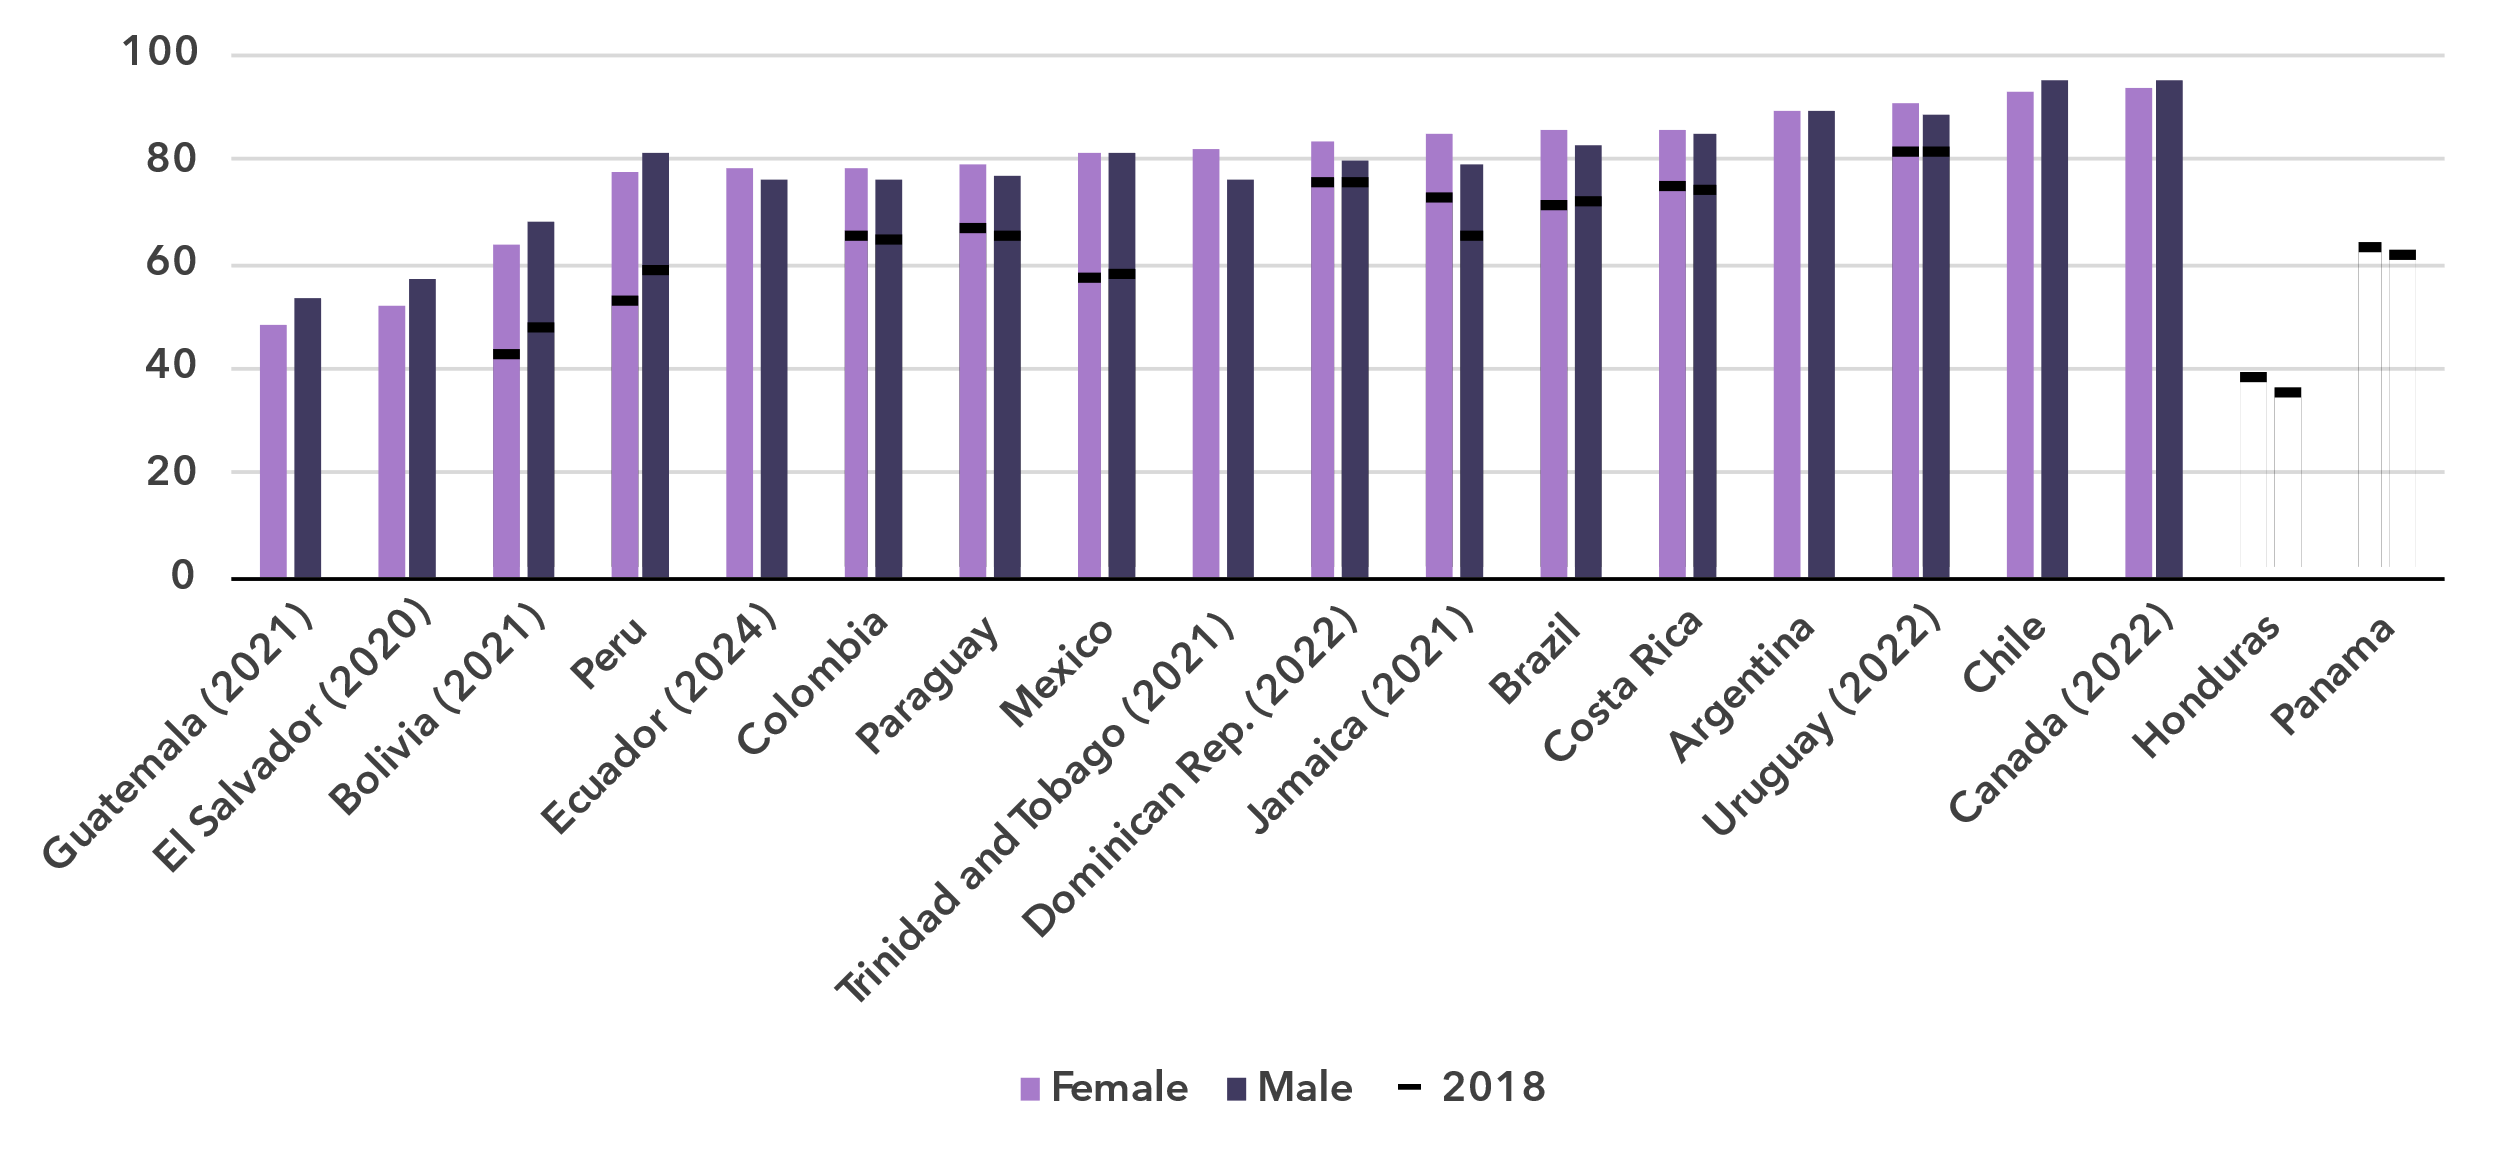 100
80
60
40
20
0
Guatemala (2021)
El Salvador (2020)
Bolivia (2021)
Peru
Ecuador (2024)
Colombia
Paraguay
Mexico
Trinidad and Tobago (2021)
Dominican Rep. (2022)
Jamaica (2021)
Brazil
Costa Rica
Argentina
Uruguay (2022)
Chile
Canada (2022)
Honduras
Panama
Female Male 2018